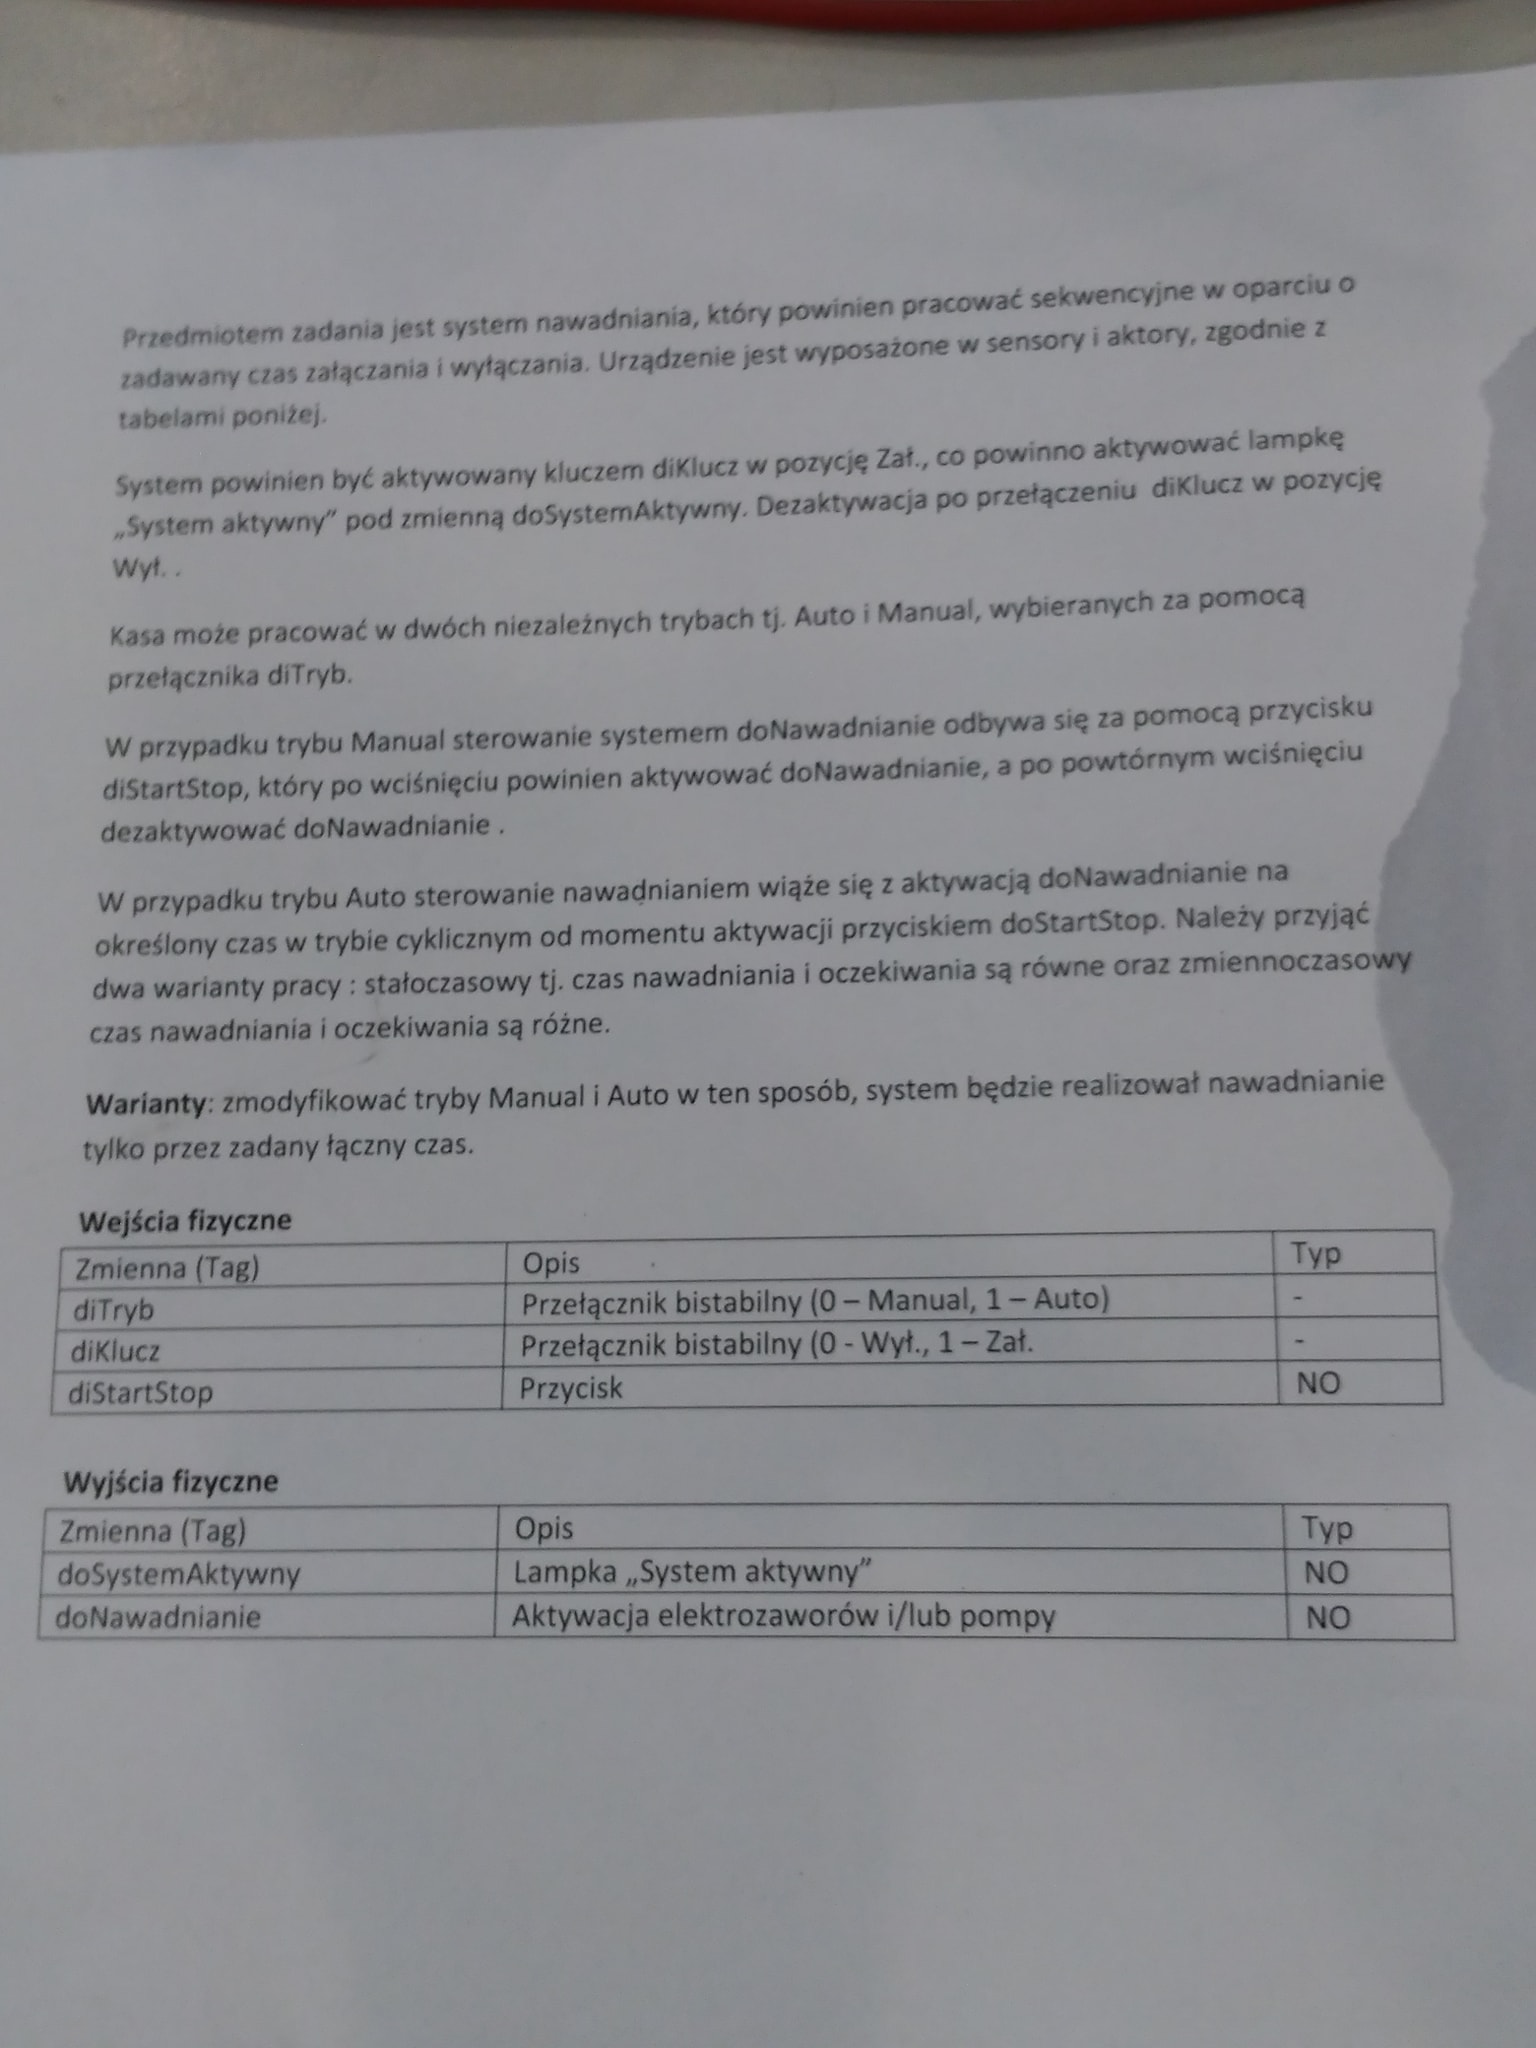 Przedmiotem zadania jest system nawadniania, który powinien pracować sekwencyjne w oparciu o
zadawany czas załączania i wyłączania. Urządzenie jest wyposażone w sensory i aktory, zgodnie z
tabelami poniżej.
System powinien być aktywowany kluczem diKlucz w pozycję Zał., co powinno aktywować lampkę
„System aktywny” pod zmienną doSystemAktywny. Dezaktywacja po przełączeniu diKlucz w pozycję
Wył. .
Kasa może pracować w dwóch niezależnych trybach tj. Auto i Manual, wybieranych za pomocą
przełącznika diTryb.
W przypadku trybu Manual sterowanie systemem doNawadnianie odbywa się za pomocą przycisku
diStartStop, który po wciśnięciu powinien aktywować doNawadnianie, a po powtórnym wciśnięciu
dezaktywować doNawadnianie .
W przypadku trybu Auto sterowanie nawadnianiem wiąże się z aktywacją doNawadnianie na
określony czas w trybie cyklicznym od momentu aktywacji przyciskiem doStartStop. Należy przyjąć
dwa warianty pracy : stałoczasowy tj. czas nawadniania i oczekiwania są równe oraz zmiennoczasowy
czas nawadniania i oczekiwania są różne.
Warianty: zmodyfikować tryby Manual i Auto w ten sposób, system będzie realizował nawadnianie
tylko przez zadany łączny czas.
Wejścia fizyczne
Zmienna (Tag) Opis Typ
diTryb Przełącznik bistabilny (0 – Manual, 1 – Auto) -
diKlucz Przełącznik bistabilny (0 - Wył., 1 – Zał. -
diStartStop Przycisk NO
Wyjścia fizyczne
Zmienna (Tag) Opis Typ
doSystemAktywny Lampka „System aktywny” NO
doNawadnianie Aktywacja elektrozaworów i/lub pompy NO